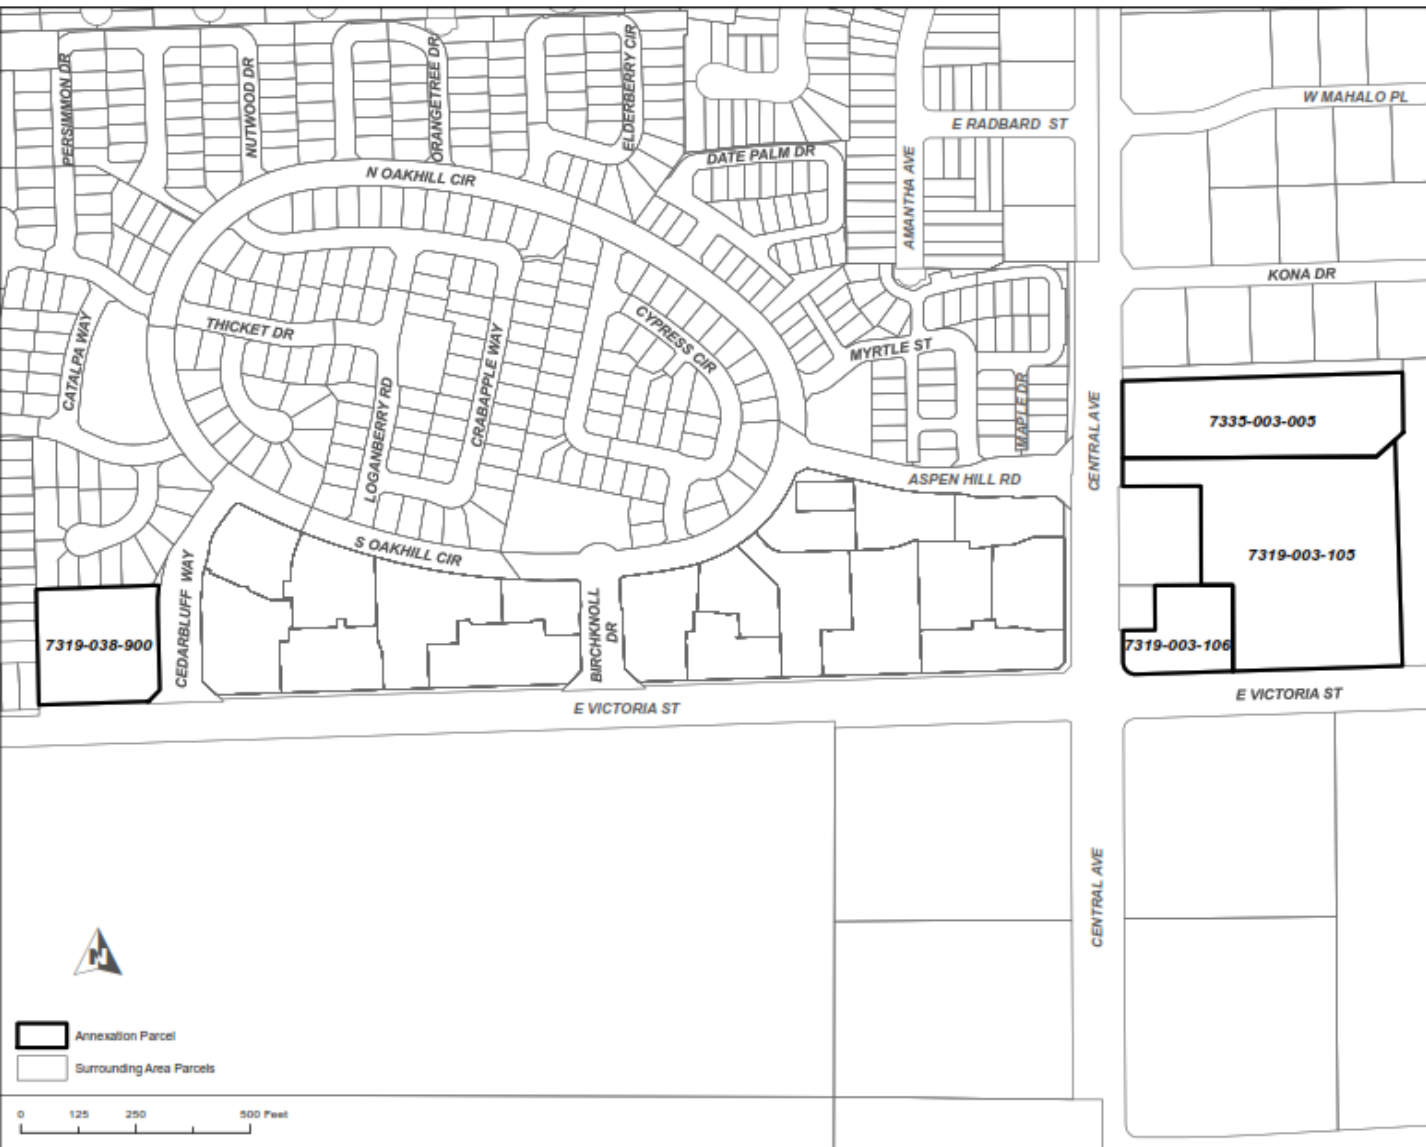 PERSIMMON DR
NUTWOOD DR
ORANGETREE DR
ELDERBERRY CIR
W MAHALO PL
E RADBARD ST
DATE PALM DR
N OAKHILL CIR
AMANTHA AVE
KONA DR
THICKET DR
CYPRESS CIR
CATALPA WAY
CRABAPPLE WAY
MYRTLE ST
LOGANBERRY RD
MAPLE DR
CENTRAL AVE
7335-003-005
ASPEN HILL RD
S OAKHILL CIR
7319-003-105
CEDARBLUFF WAY
BIRCHKNOLL
DR
7319-038-900
7319-003-106
E VICTORIA ST
E VICTORIA ST
CENTRAL AVE
N
Annexation Parcel
Surrounding Area Parcels
0 125 250 500 Feet